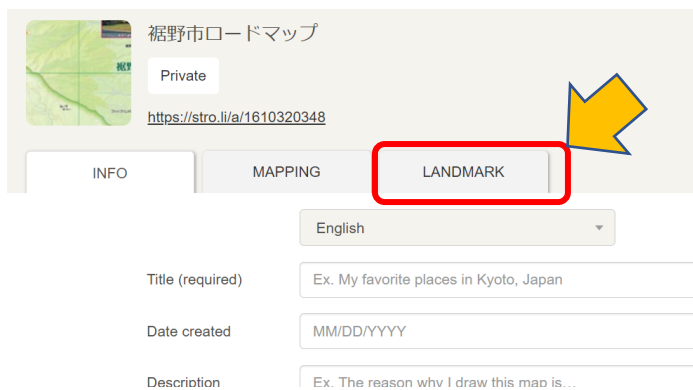 裾野市ロードマップ
Private
https://stro.li/a/1610320348
INFO
MAPPING
LANDMARK
English
Title (required)
Ex. My favorite places in Kyoto, Japan
Date created
MM/DD/YYYY
Description
Ex. The reason why I draw this map is...